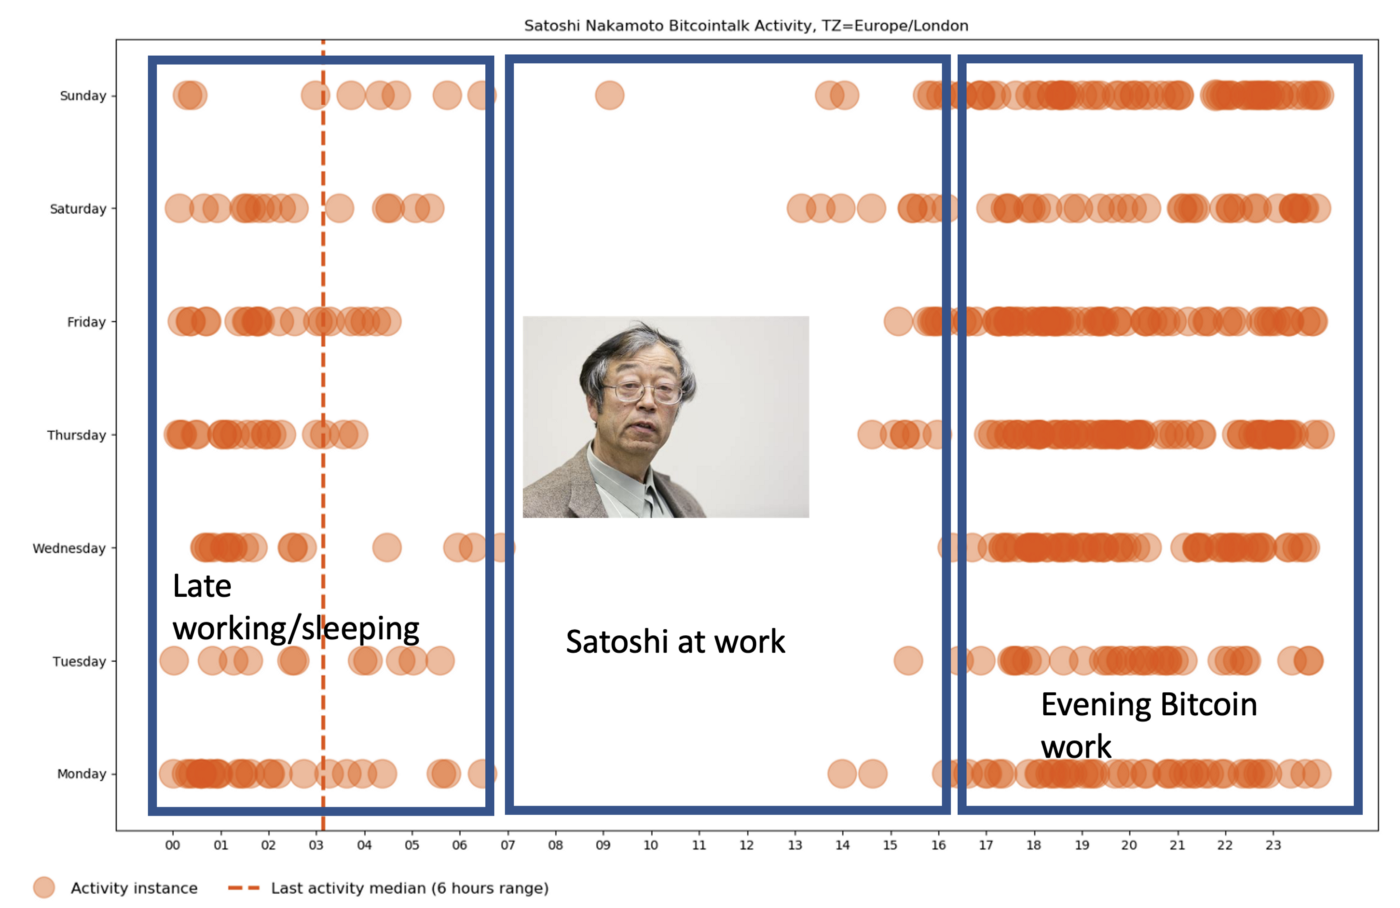 Satoshi Nakamoto Bitcointalk Activity, TZ=Europe/London
Sunday
Saturday
Friday
Thursday
Wednesday
Late
working/sleeping
Satoshi at work
Tuesday
Evening Bitcoin
work
Monday
00 01 02 03 04 05 06 07 08 09 10 11 12 13 14 15 16 17 18 19 20 21 22 23
Activity instance Last activity median (6 hours range)